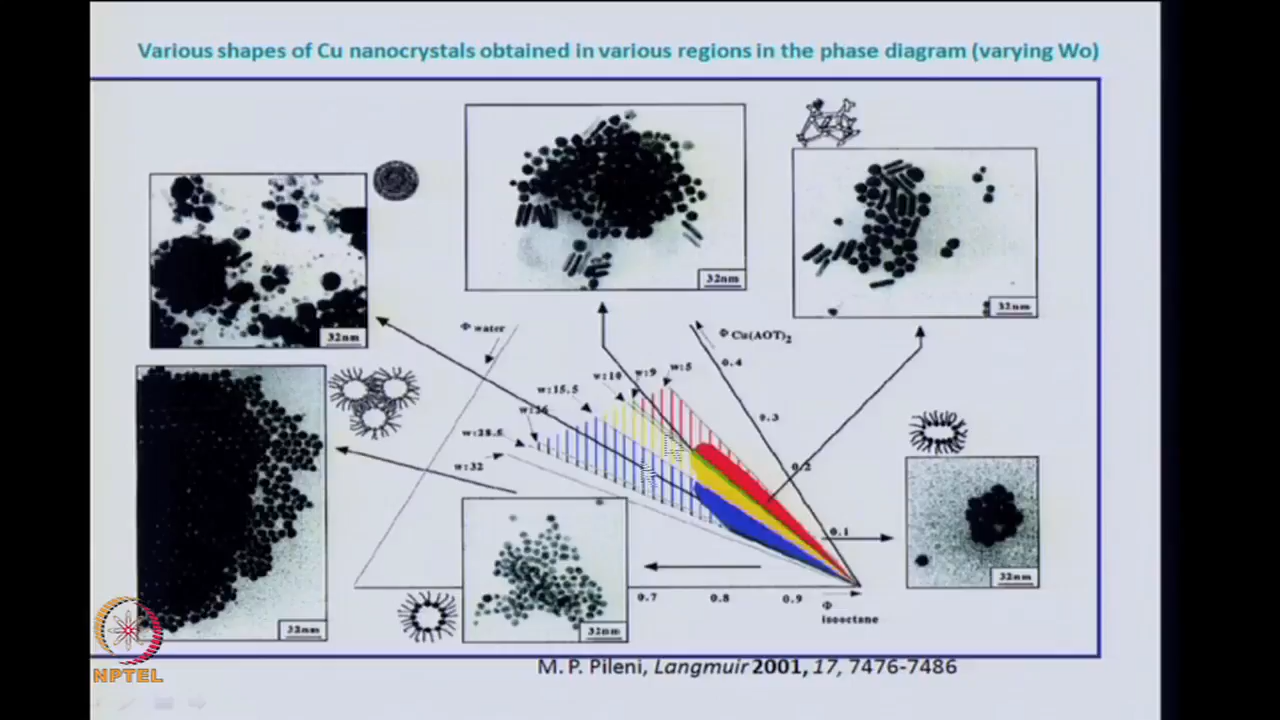 Various shapes of Cu nanocrystals obtained in various regions in the phase diagram (varying Wo)
32nm
32nm
32nm
Φ water
Φ Cu(AOT)2
0.4
w:5
w:9
w:10
w:15.5
0.3
w:28.5
w:32
0.2
0.1
32nm
32nm
32nm
0.7
0.8
0.9
Φ
isooctane
NPTEL
M. P. Pileni, Langmuir 2001, 17, 7476-7486